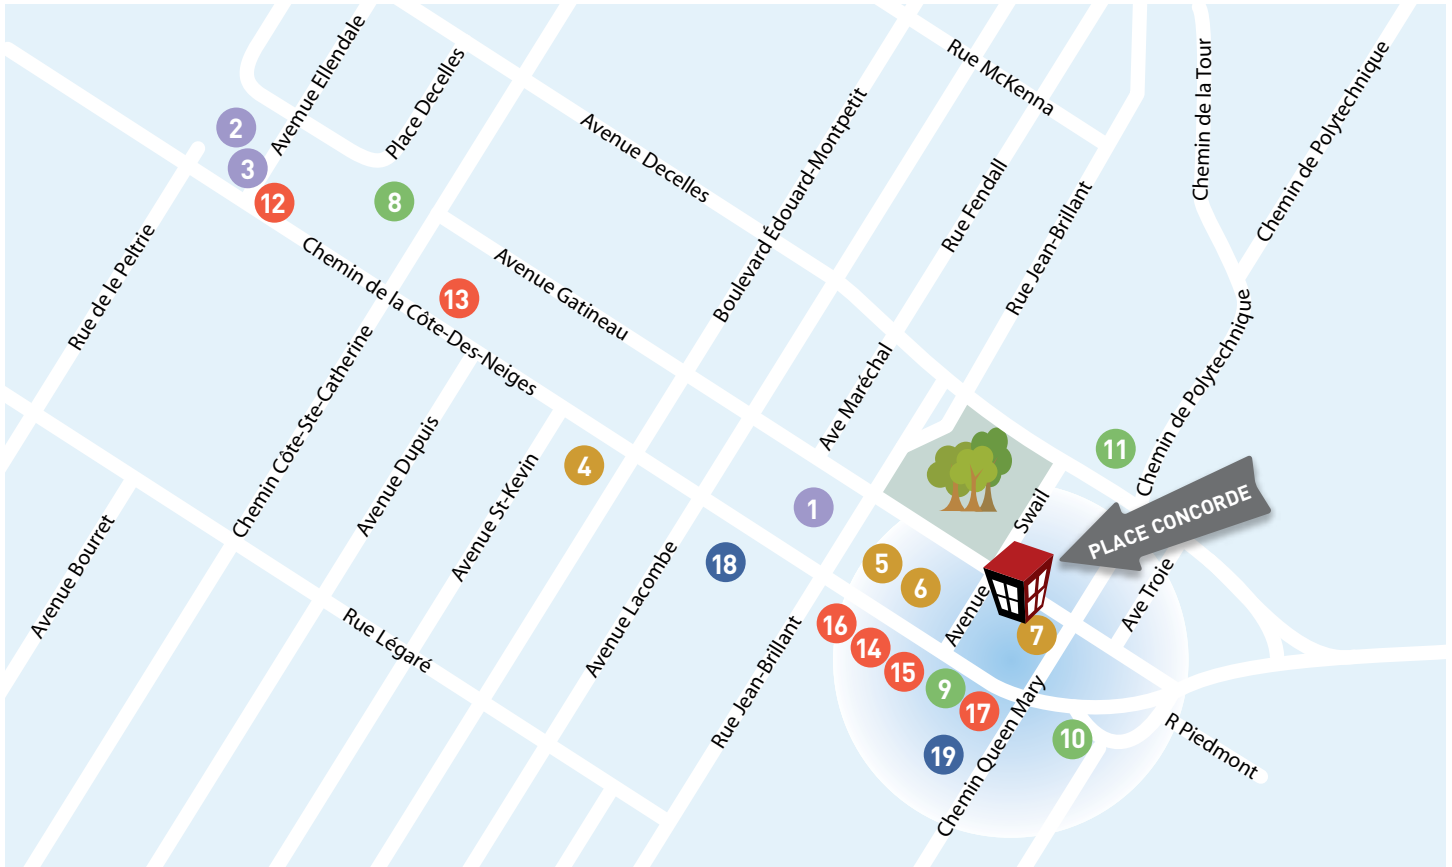 Avemue Ellendale
Place Decelles
Rue McKenna
Chemin de la Tour
Chemin de Polytechnique
2
3
12
8
Avenue Decelles
Boulevard Édouard-Montpetit
Rue Fendall
Rue Jean-Brillant
Rue de le Peltrie
Chemin de la Côte-Des-Neiges
13
Avenue Gatineau
Chemin Côte-Ste-Catherine
Ave Maréchal
Chemin de Polytechnique
Avenue Dupuis
Avenue St-Kevin
4
11
1
Avenue Swail
PLACE CONCORDE
Avenue Bourret
18
5
6
7
Ave Troie
Avenue Lacombe
Rue Légaré
16
14
15
9
17
Rue Jean-Brillant
19
Chemin Queen Mary
10
R Piedmont